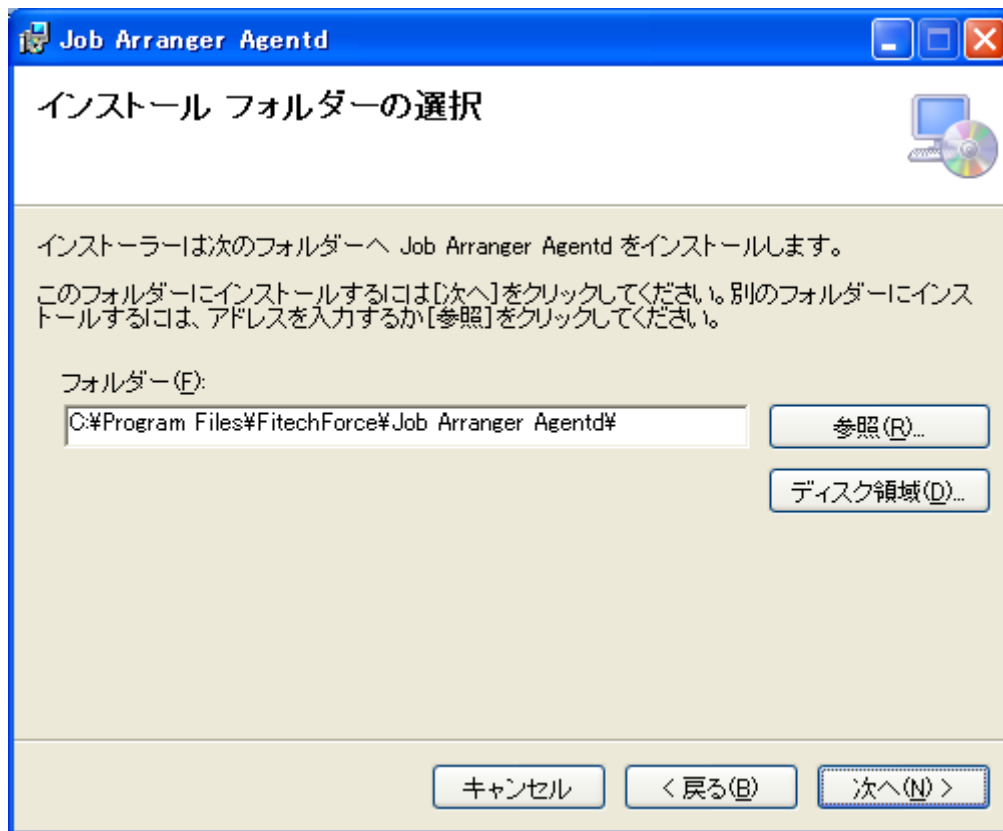 Job Arranger Agentd
インストール フォルダーの選択
インストーラーは次のフォルダーへ Job Arranger Agentd をインストールします。
このフォルダーにインストールするには[次へ]をクリックしてください。別のフォルダーにインス
トールするには、アドレスを入力するか[参照]をクリックしてください。
フォルダー(F):
C:¥Program Files¥FitechForce¥Job Arranger Agentd¥
参照(R)...
ディスク領域(D)...
キャンセル
< 戻る(B)
次へ(N) >